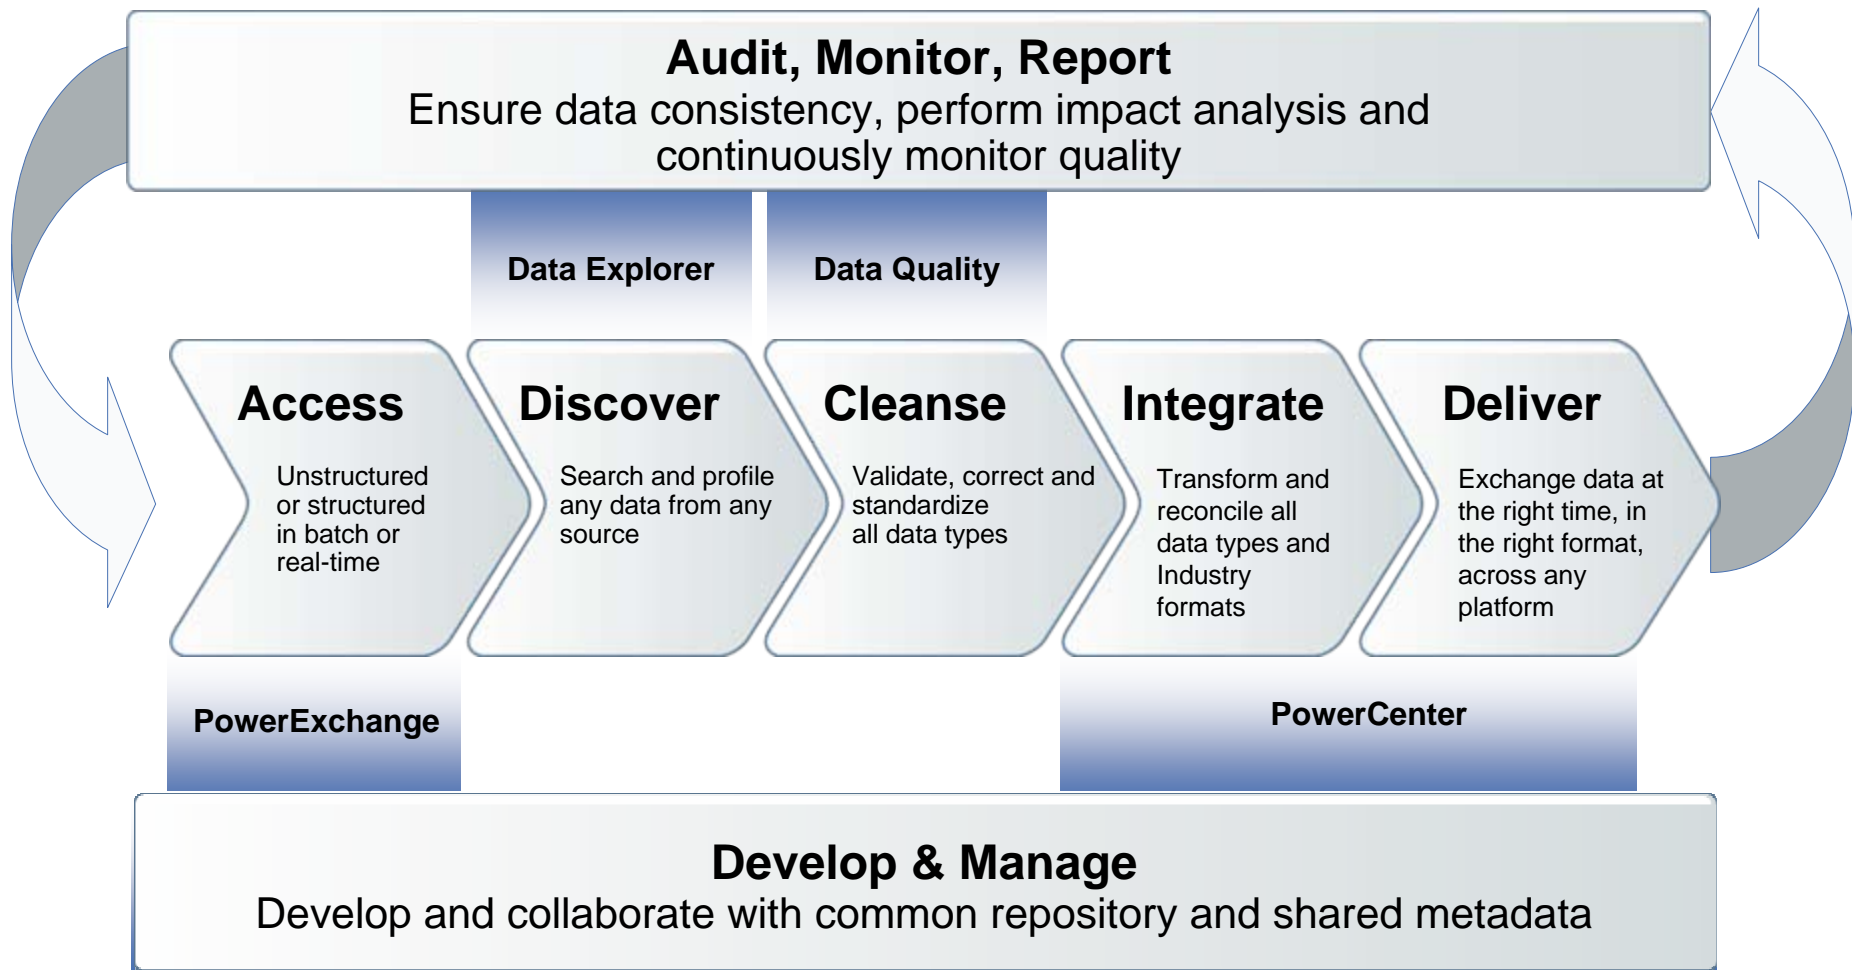 Audit, Monitor, Report
Ensure data consistency, perform impact analysis and
continuously monitor quality
Data Explorer
Data Quality
Access
Unstructured
or structured
in batch or
real-time
Discover
Search and profile
any data from any
source
Cleanse
Validate, correct and
standardize
all data types
Integrate
Transform and
reconcile all
data types and
Industry
formats
Deliver
Exchange data at
the right time, in
the right format,
across any
platform
PowerExchange
PowerCenter
Develop & Manage
Develop and collaborate with common repository and shared metadata